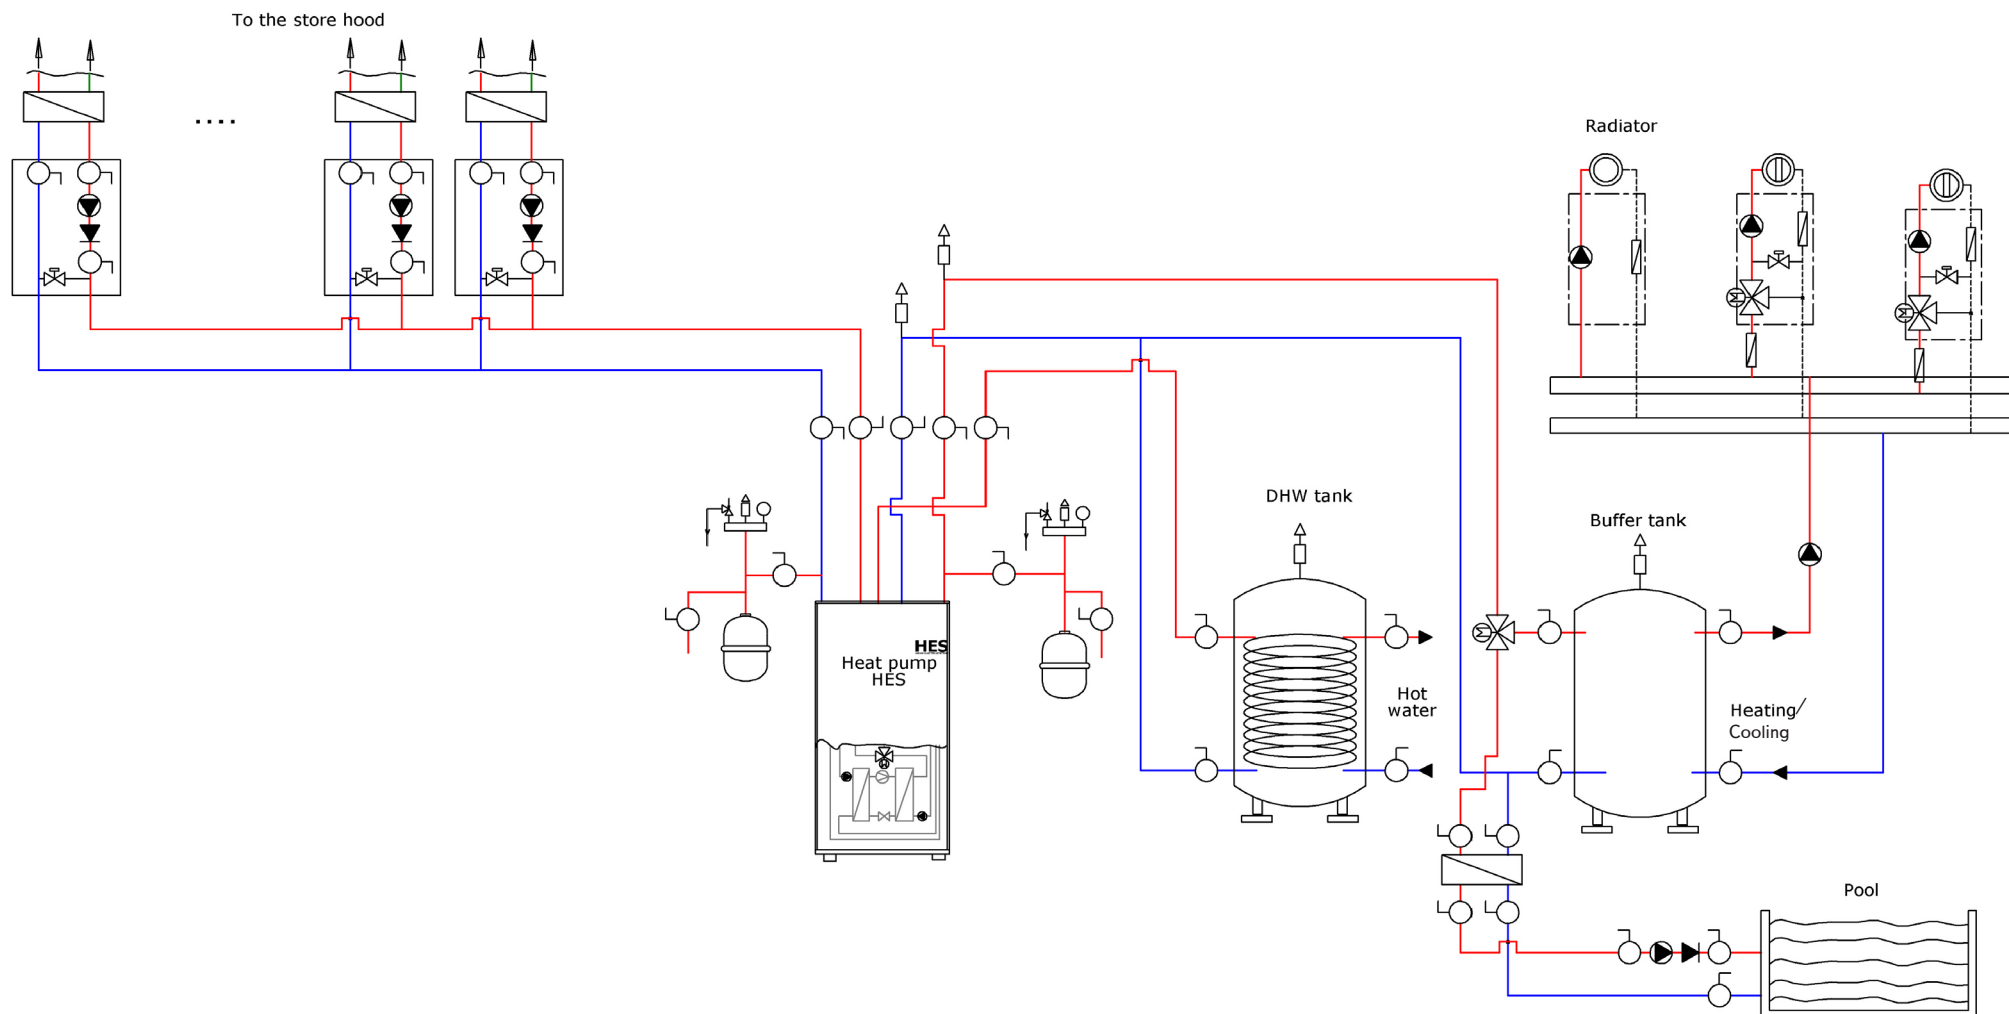 To the store hood
....
Radiator
DHW tank
Buffer tank
HES
Heat pump
HES
Hot
water
Heating/
Cooling
Pool